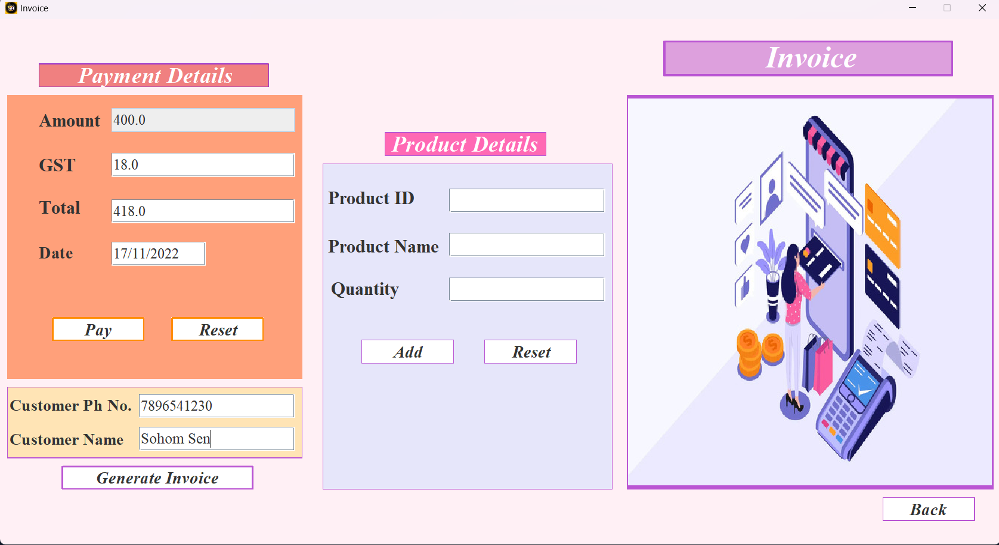 Invoice
Invoice
Payment Details
Amount 400.0
GST 18.0
Total 418.0
Date 17/11/2022
Pay Reset
Customer Ph No. 7896541230
Customer Name Sohom Sen
Generate Invoice
Product Details
Product ID
Product Name
Quantity
Add Reset
Back